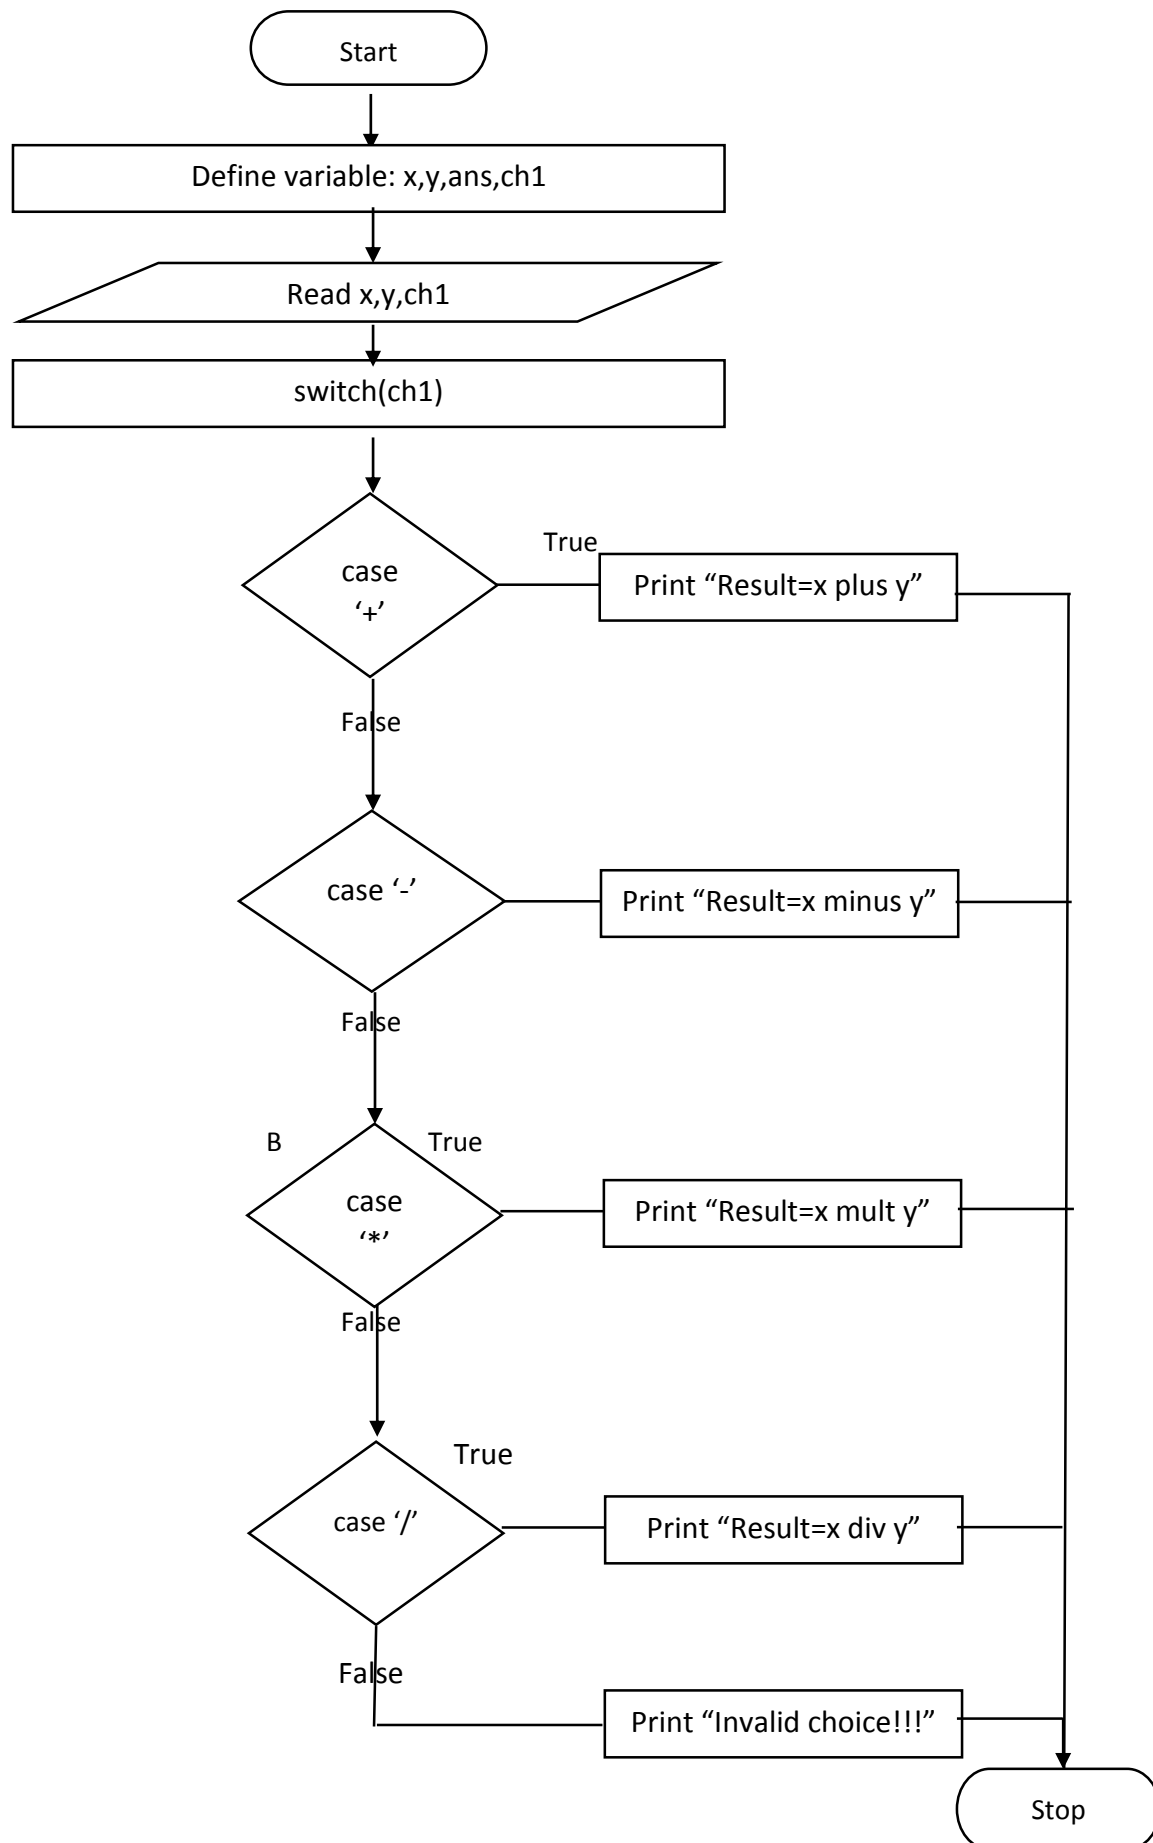 Start
Define variable: x,y,ans,ch1
Read x,y,ch1
switch(ch1)
case
‘+’
True
Print “Result=x plus y”
False
case ‘-’
Print “Result=x minus y”
False
B
True
case
‘*’
Print “Result=x mult y”
False
True
case ‘/’
Print “Result=x div y”
False
Print “Invalid choice!!!”
Stop